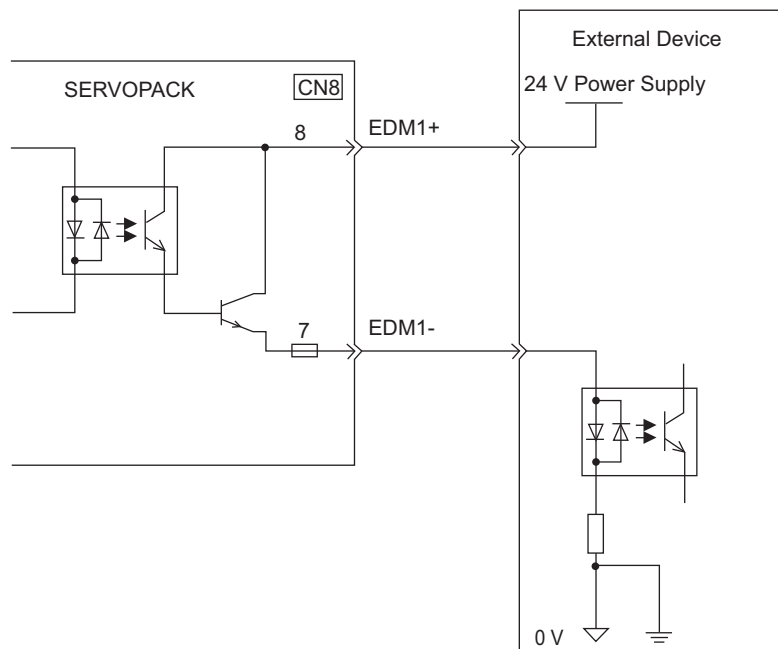 External Device
SERVOPACK
CN8
24 V Power Supply
8
EDM1+
7
EDM1-
0 V